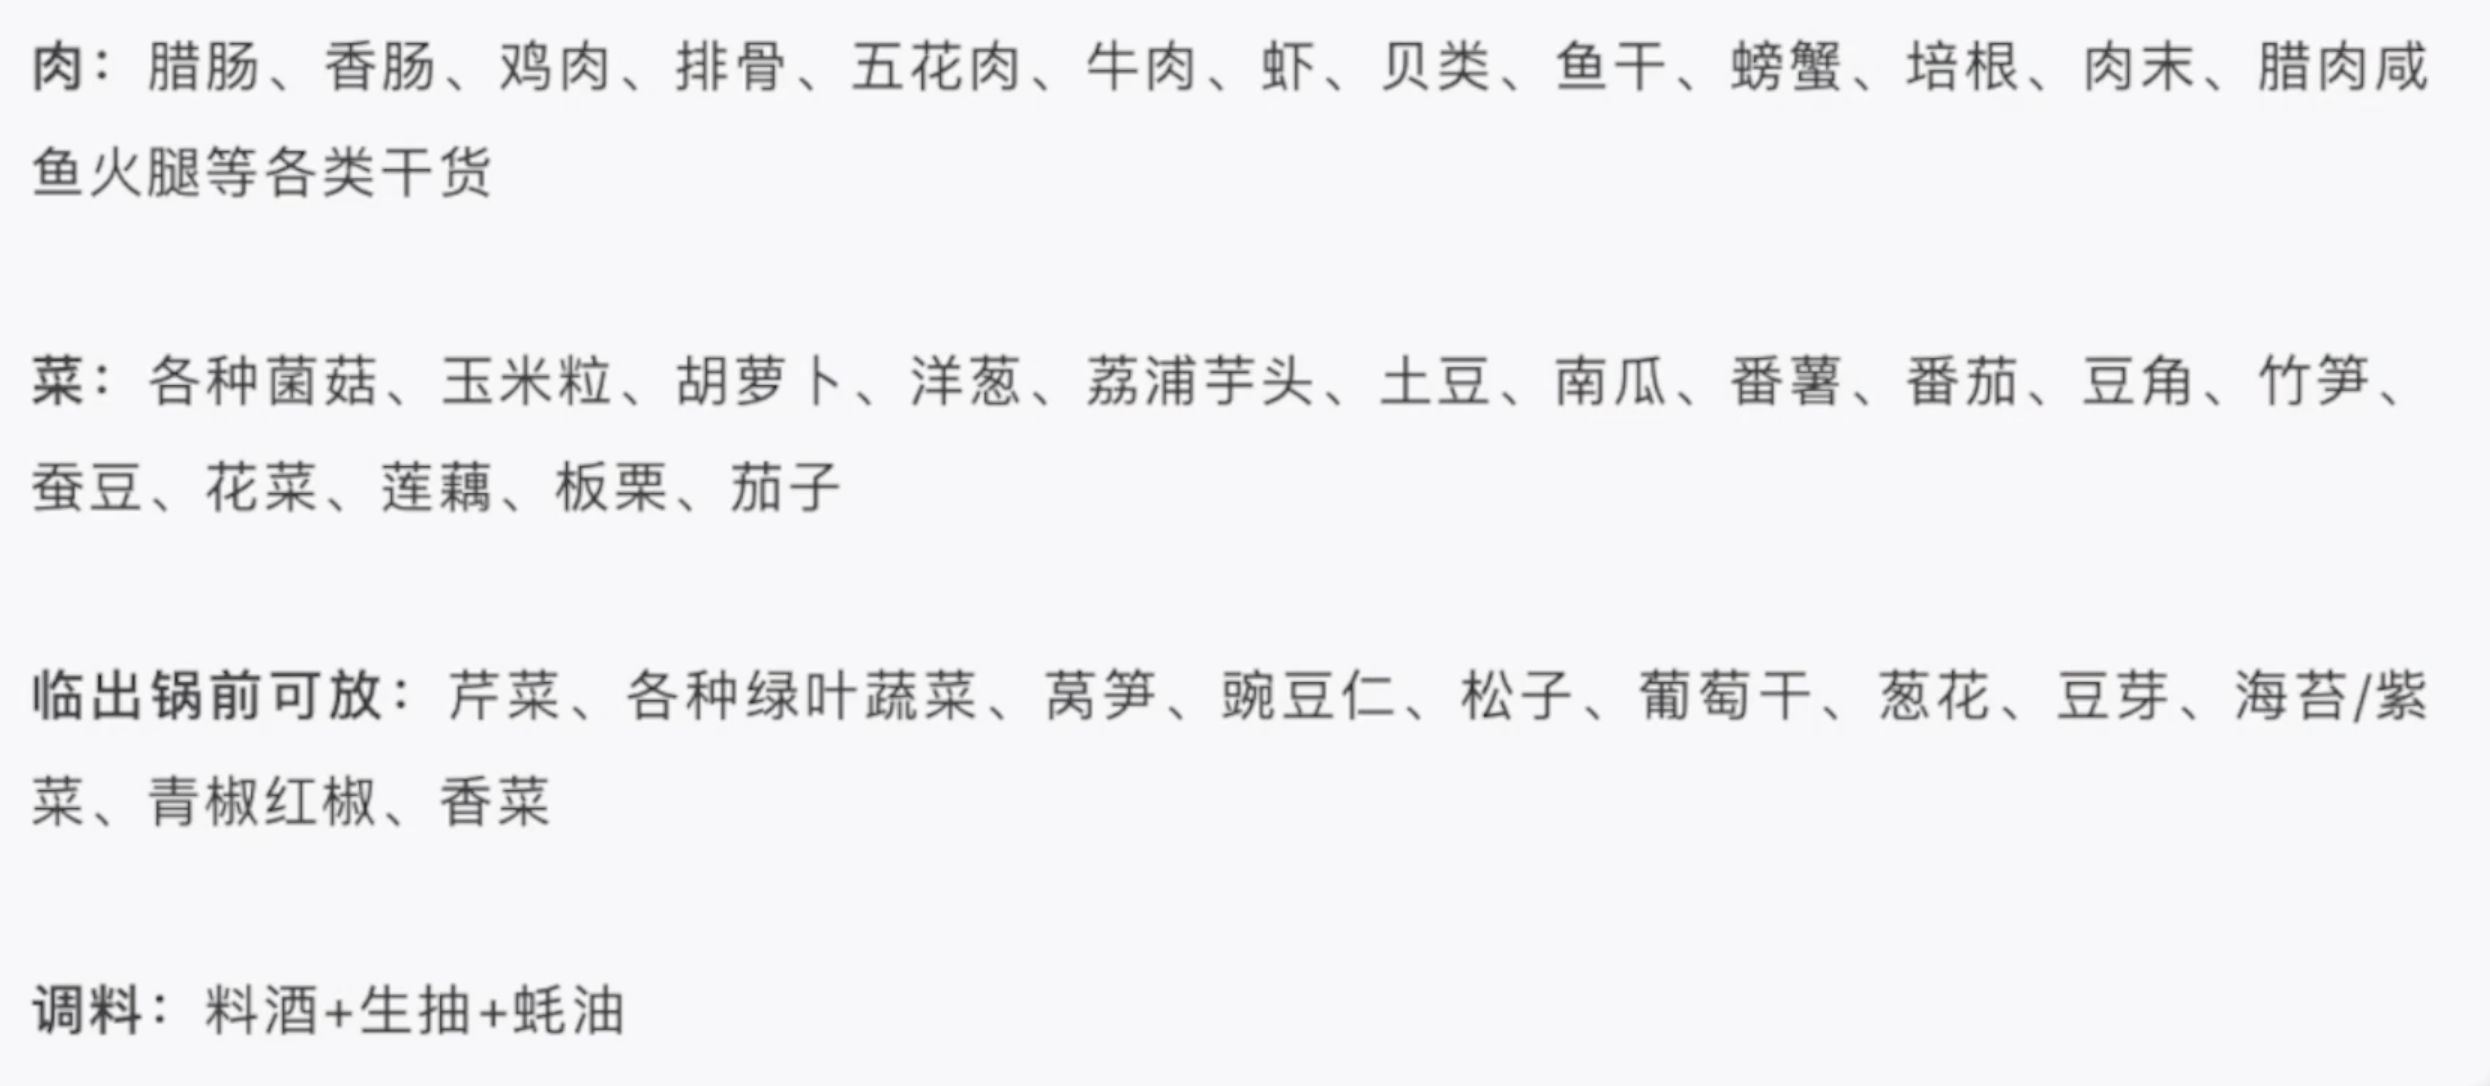 肉：腊肠、香肠、鸡肉、排骨、五花肉、牛肉、虾、贝类、鱼干、螃蟹、培根、肉末、腊肉咸
鱼火腿等各类干货
菜：各种菌菇、玉米粒、胡萝卜、洋葱、荔浦芋头、土豆、南瓜、番薯、番茄、豆角、竹笋、
蚕豆、花菜、莲藕、板栗、茄子
临出锅前可放：芹菜、各种绿叶蔬菜、莴笋、豌豆仁、松子、葡萄干、葱花、豆芽、海苔/紫
菜、青椒红椒、香菜
调料：料酒+生抽+蚝油